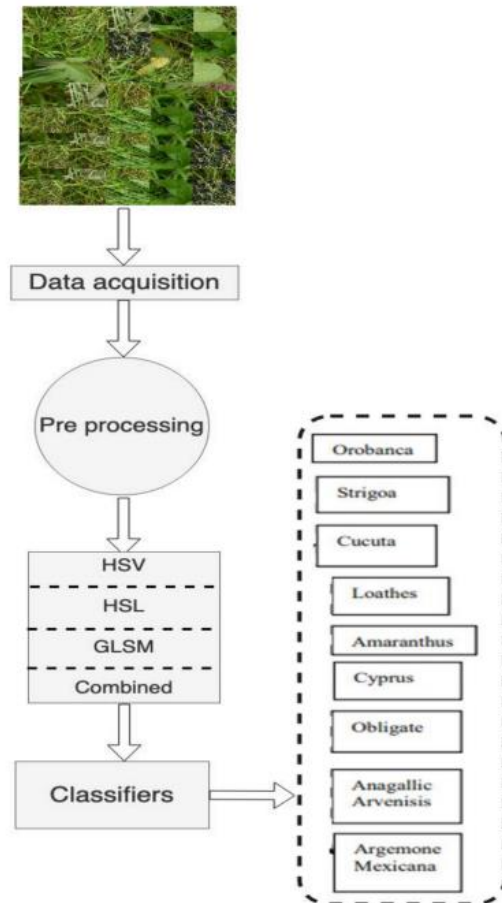 Data acquisition
Pre processing
HSV
HSL
GLSM
Combined
Classifiers
Orobanca
Strigoa
Cucuta
Loathes
Amaranthus
Cyprus
Obligate
Anagallic
Arvenisis
Argemone
Mexicana